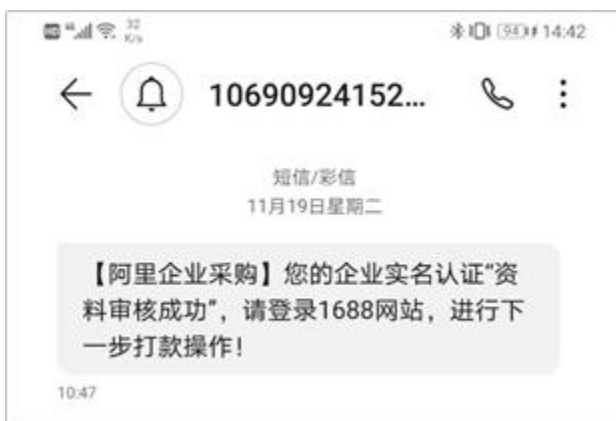 32
K/s
94 14:42
10690924152...
短信/彩信
11月19日星期二
【阿里企业采购】您的企业实名认证“资
料审核成功”，请登录1688网站，进行下
一步打款操作！
10:47